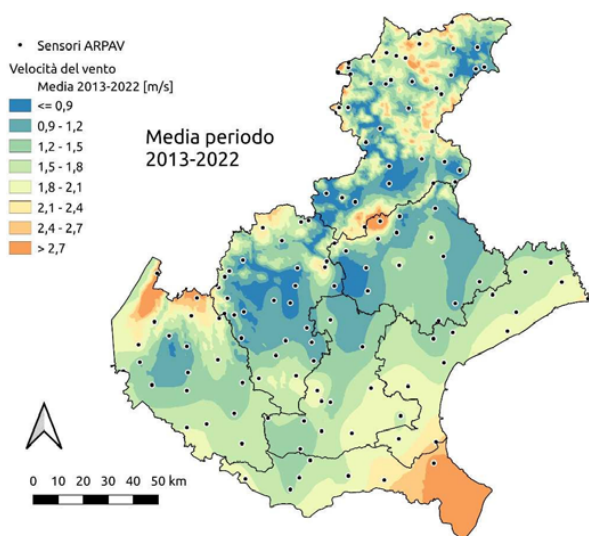 Sensori ARPAV
Velocità del vento
Media 2013-2022 [m/s]
<= 0,9
0,9 - 1,2
1,2 - 1,5
1,5 - 1,8
1,8 - 2,1
2,1 - 2,4
2,4 - 2,7
> 2,7
Media periodo
2013-2022
0 10 20 30 40 50 km